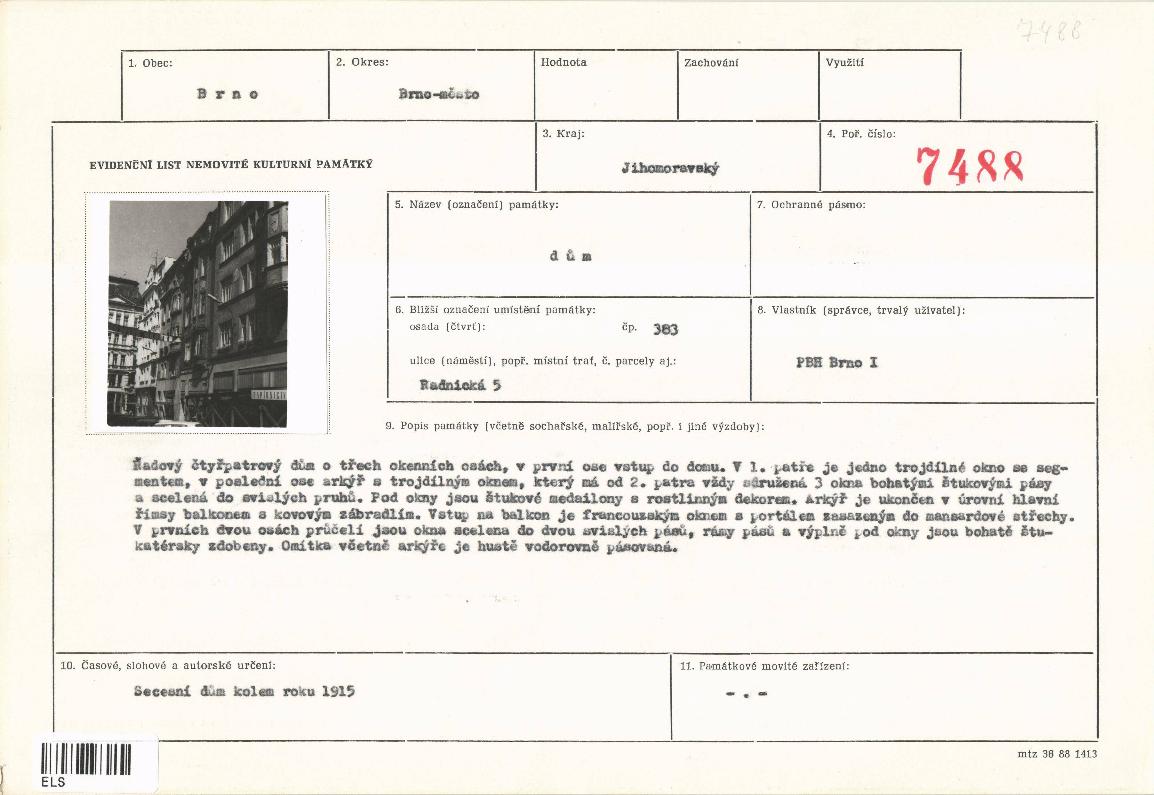 7488
1. Obec:
B r n o
2. Okres:
Brno-město
Hodnota
Zachování
Využití
EVIDENČNÍ LIST NEMOVITÉ KULTURNÍ PAMÁTKY
3. Kraj:
Jihomoravský
4. Poř. číslo:
7488
5. Název (označení) památky:
d ů m
7. Ochranné pásmo:
6. Bližší označení umístění památky:
osada (čtvrť):
čp. 383
ulice (náměstí), popř. místní trať, č. parcely aj.:
Radnická 5
8. Vlastník (správce, trvalý uživatel):
PBH Brno I
9. Popis památky (včetně sochařské, malířské, popř. i jiné výzdoby):
Řadový čtyřpatrový dům o třech okenních osách, v první ose vstup do domu. V 1. patře je jedno trojdílné okno se seg-
mentem, v poslední ose arkýř s trojdílným oknem, který má od 2. patra vždy sdružená 3 okna bohatými štukovými pásy
a scelená do svislých pruhů. Pod okny jsou štukové medailony s rostlinným dekorem. Arkýř je ukončen v úrovní hlavní
římsy balkonem s kovovým zábradlím. Vstup na balkon je francouzským oknem s portálem zasazeným do mansardové střechy.
V prvních dvou osách průčelí jsou okna scelena do dvou svislých pásů, rámy pásů a výplně pod okny jsou bohatě štu-
katérsky zdobeny. Omítka včetně arkýře je hustě vodorovně pásovaná.
10. Časové, slohové a autorské určení:
Secesní dům kolem roku 1915
11. Památkové movité zařízení:
- . -
ELS
mtz 38 88 1413